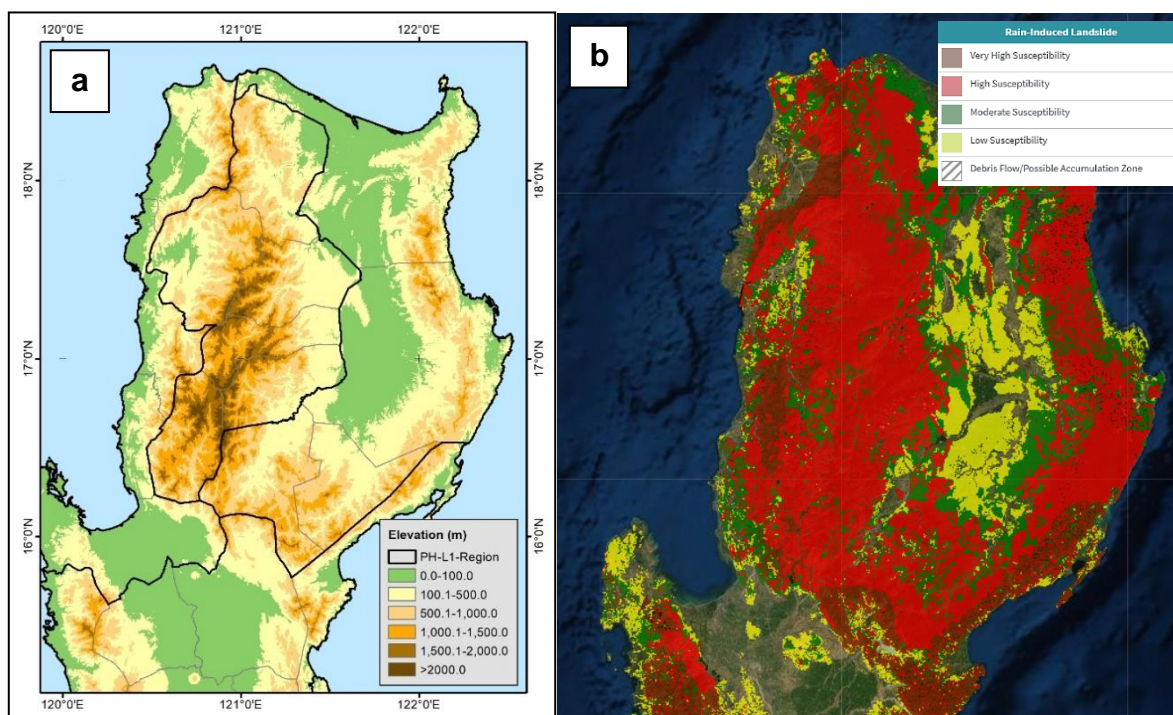 120°0'E
121°0'E
122°0'E
a
18°0'N
17°0'N
16°0'N
18°0'N
17°0'N
16°0'N
Elevation (m)
PH-L1-Region
0.0-100.0
100.1-500.0
500.1-1,000.0
1,000.1-1,500.0
1,500.1-2,000.0
>2000.0
120°0'E
121°0'E
122°0'E
b
Rain-Induced Landslide
Very High Susceptibility
High Susceptibility
Moderate Susceptibility
Low Susceptibility
Debris Flow/Possible Accumulation Zone